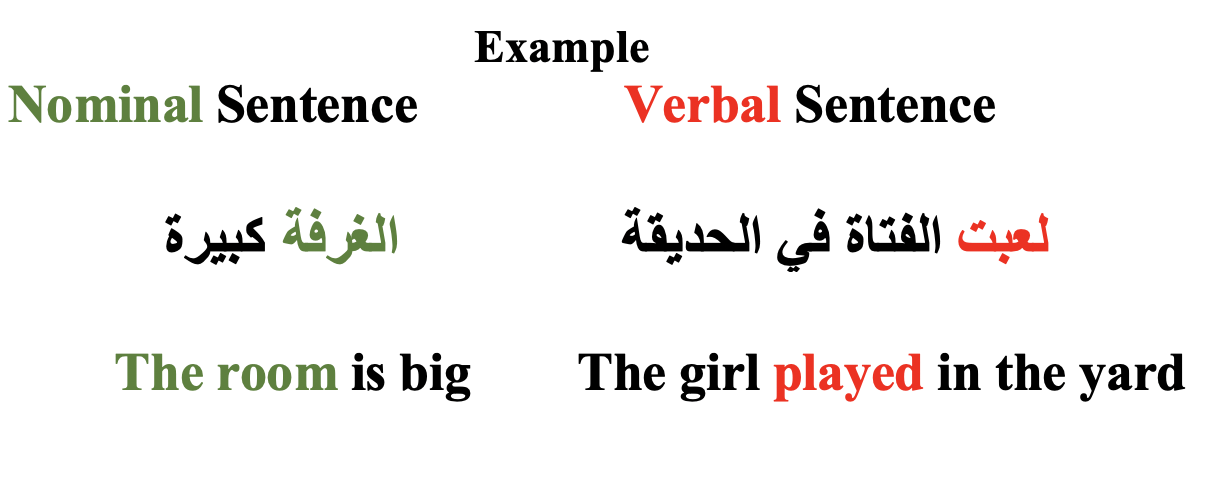 Example
Nominal Sentence
Verbal Sentence
الغرفة كبيرة
لعبت الفتاة في الحديقة
The room is big
The girl played in the yard